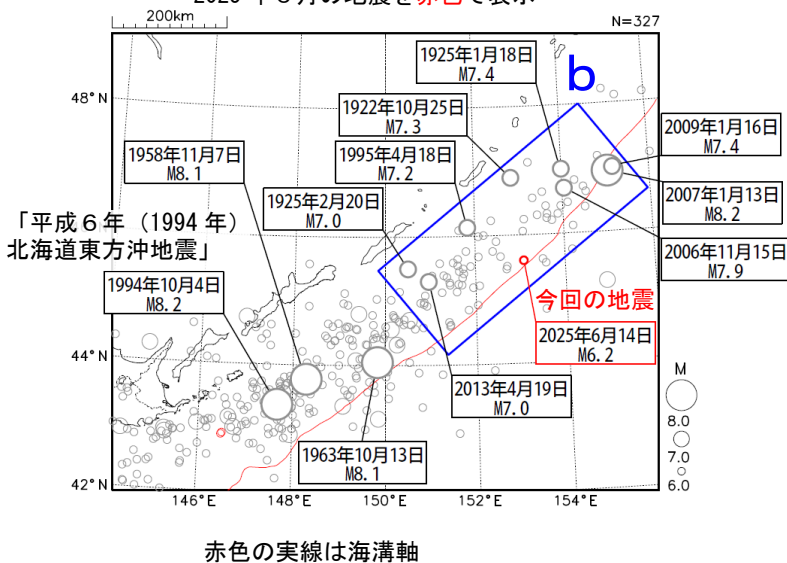 200km
N=327
1925年1月18日
M7.4
b
48°N
1922年10月25日
M7.3
2009年1月16日
M7.4
1958年11月7日
M8.1
1995年4月18日
M7.2
2007年1月13日
M8.2
1925年2月20日
M7.0
「平成６年（1994 年）
北海道東方沖地震」
2006年11月15日
M7.9
1994年10月4日
M8.2
今回の地震
2025年6月14日
M6.2
44°N
M
8.0
7.0
6.0
2013年4月19日
M7.0
1963年10月13日
M8.1
42°N
146°E
148°E
150°E
152°E
154°E
赤色の実線は海溝軸